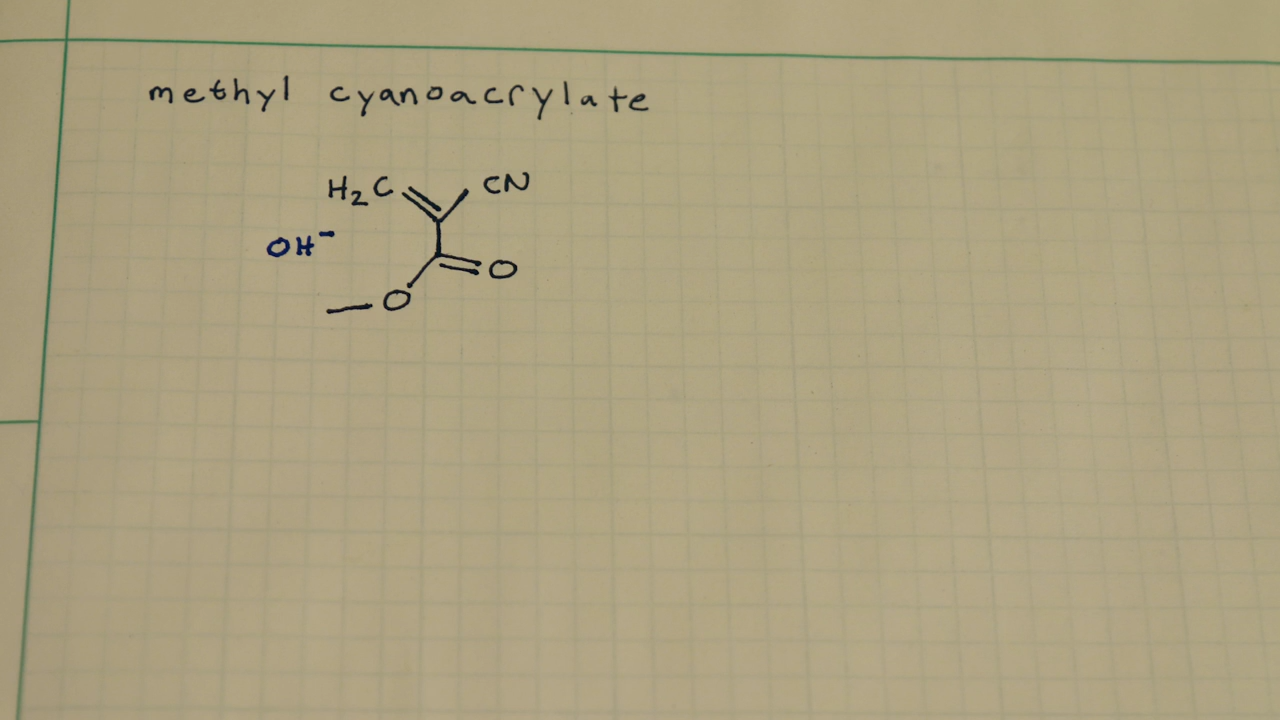 methyl cyanoacrylate
H₂C CN
OH⁻
O
O